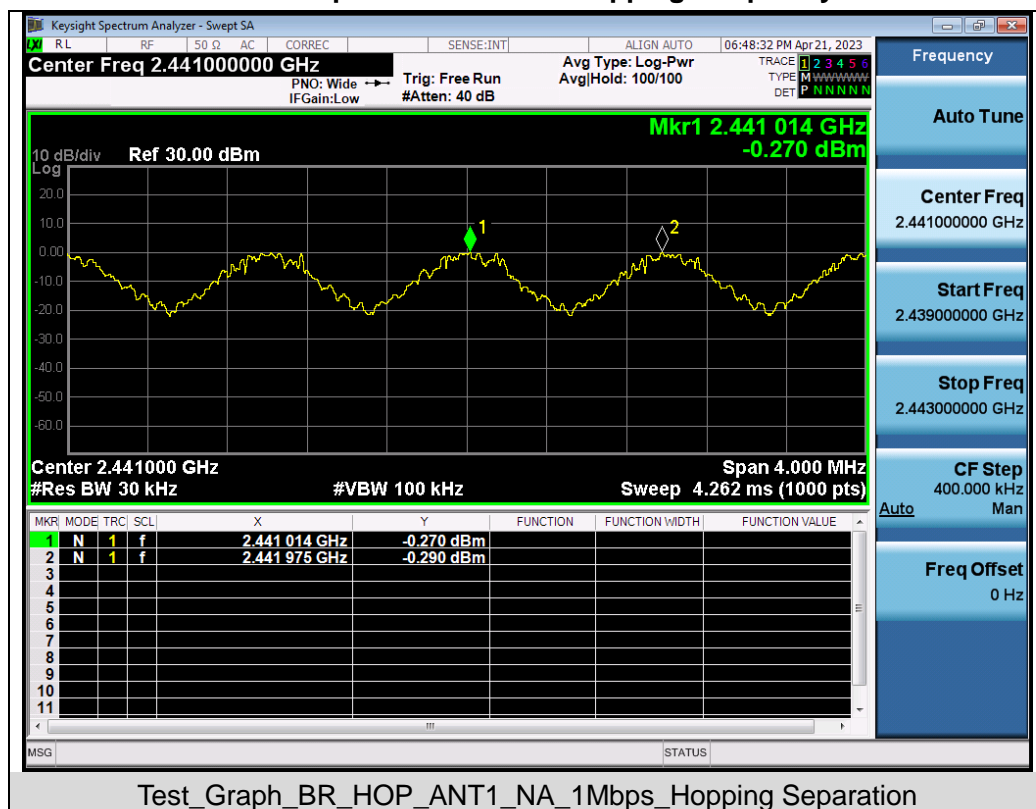 Keysight Spectrum Analyzer - Swept SA
LXI RL RF 50 Ω AC CORREC SENSE:INT ALIGN AUTO 06:48:32 PM Apr 21, 2023
Center Freq 2.441000000 GHz
PNO: Wide
IFGain:Low
Trig: Free Run
#Atten: 40 dB
Avg Type: Log-Pwr
Avg|Hold: 100/100
TRACE 1 2 3 4 5 6
TYPE M WWWWW
DET P N N N N N
Mkr1 2.441 014 GHz
-0.270 dBm
10 dB/div Ref 30.00 dBm
Log
20.0
10.0
0.00
-10.0
-20.0
-30.0
-40.0
-50.0
-60.0
1
2
Center 2.441000 GHz Span 4.000 MHz
#Res BW 30 kHz #VBW 100 kHz Sweep 4.262 ms (1000 pts)
MKR MODE TRC SCL X Y FUNCTION FUNCTION WIDTH FUNCTION VALUE
1 N 1 f 2.441 014 GHz -0.270 dBm
2 N 1 f 2.441 975 GHz -0.290 dBm
3
4
5
6
7
8
9
10
11
MSG STATUS
Frequency
Auto Tune
Center Freq
2.441000000 GHz
Start Freq
2.439000000 GHz
Stop Freq
2.443000000 GHz
CF Step
400.000 kHz
Auto Man
Freq Offset
0 Hz
Test_Graph_BR_HOP_ANT1_NA_1Mbps_Hopping Separation